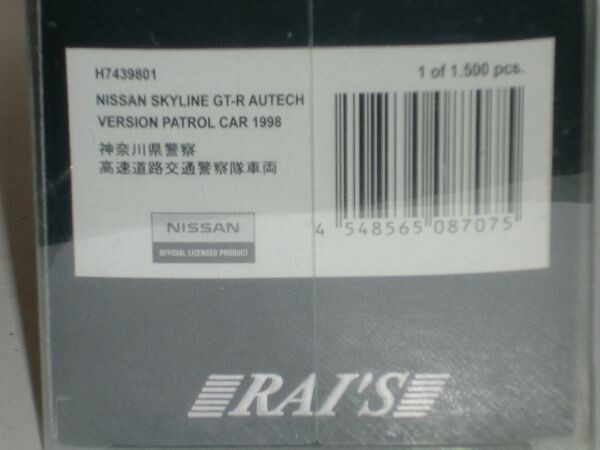 H7439801
1 of 1.500 pcs.
NISSAN SKYLINE GT-R AUTECH
VERSION PATROL CAR 1998
神奈川県警察
高速道路交通警察隊車両
NISSAN
OFFICIAL LICENSED PRODUCT
4 548565 087075
RAI'S